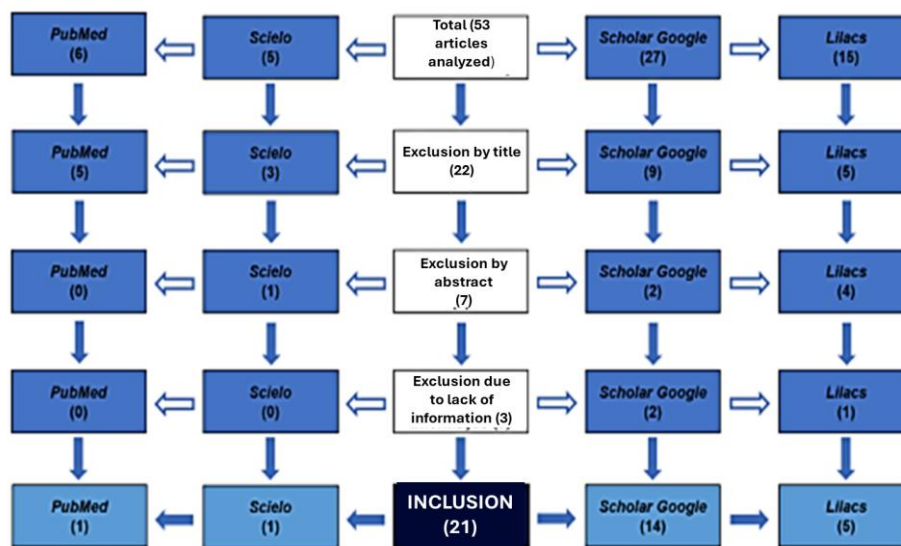 PubMed
(6)
Scielo
(5)
Total (53
articles
analyzed)
Scholar Google
(27)
Lilacs
(15)
PubMed
(5)
Scielo
(3)
Exclusion by title
(22)
Scholar Google
(9)
Lilacs
(5)
PubMed
(0)
Scielo
(1)
Exclusion by
abstract
(7)
Scholar Google
(2)
Lilacs
(4)
PubMed
(0)
Scielo
(0)
Exclusion due
to lack of
information (3)
Scholar Google
(2)
Lilacs
(1)
PubMed
(1)
Scielo
(1)
INCLUSION
(21)
Scholar Google
(14)
Lilacs
(5)